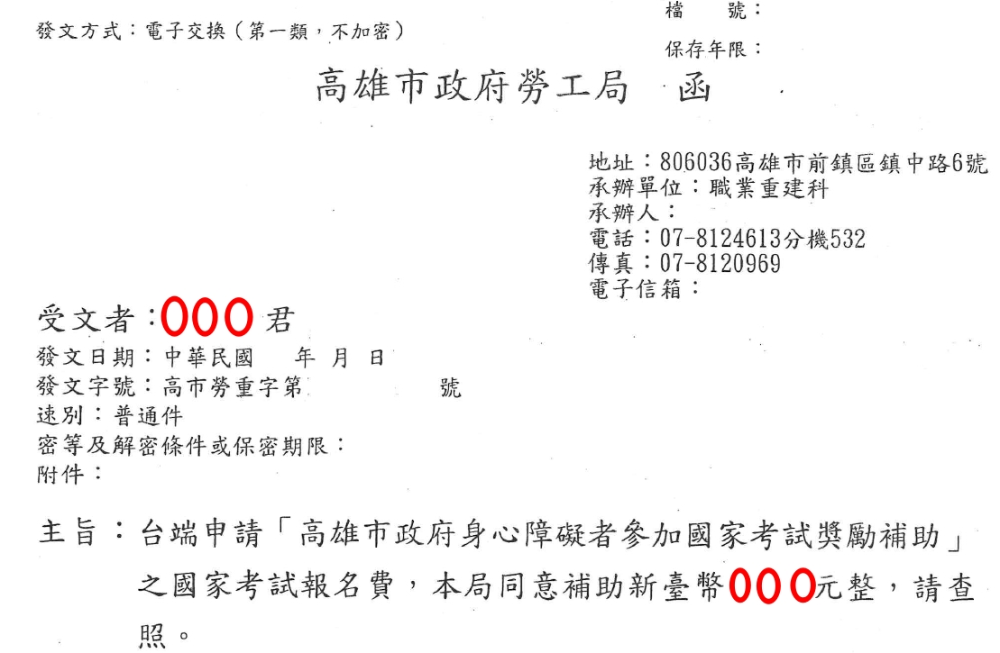 檔　　號：
發文方式：電子交換（第一類，不加密）
保存年限：
高雄市政府勞工局　函
地址：806036高雄市前鎮區鎮中路6號
承辦單位：職業重建科
承辦人：
電話：07-8124613分機532
傳真：07-8120969
電子信箱：
受文者：OOO君
發文日期：中華民國　年 月 日
發文字號：高市勞重字第　　　　號
速別：普通件
密等及解密條件或保密期限：
附件：
主旨：台端申請「高雄市政府身心障礙者參加國家考試獎勵補助」
之國家考試報名費，本局同意補助新臺幣OOO元整，請查
照。